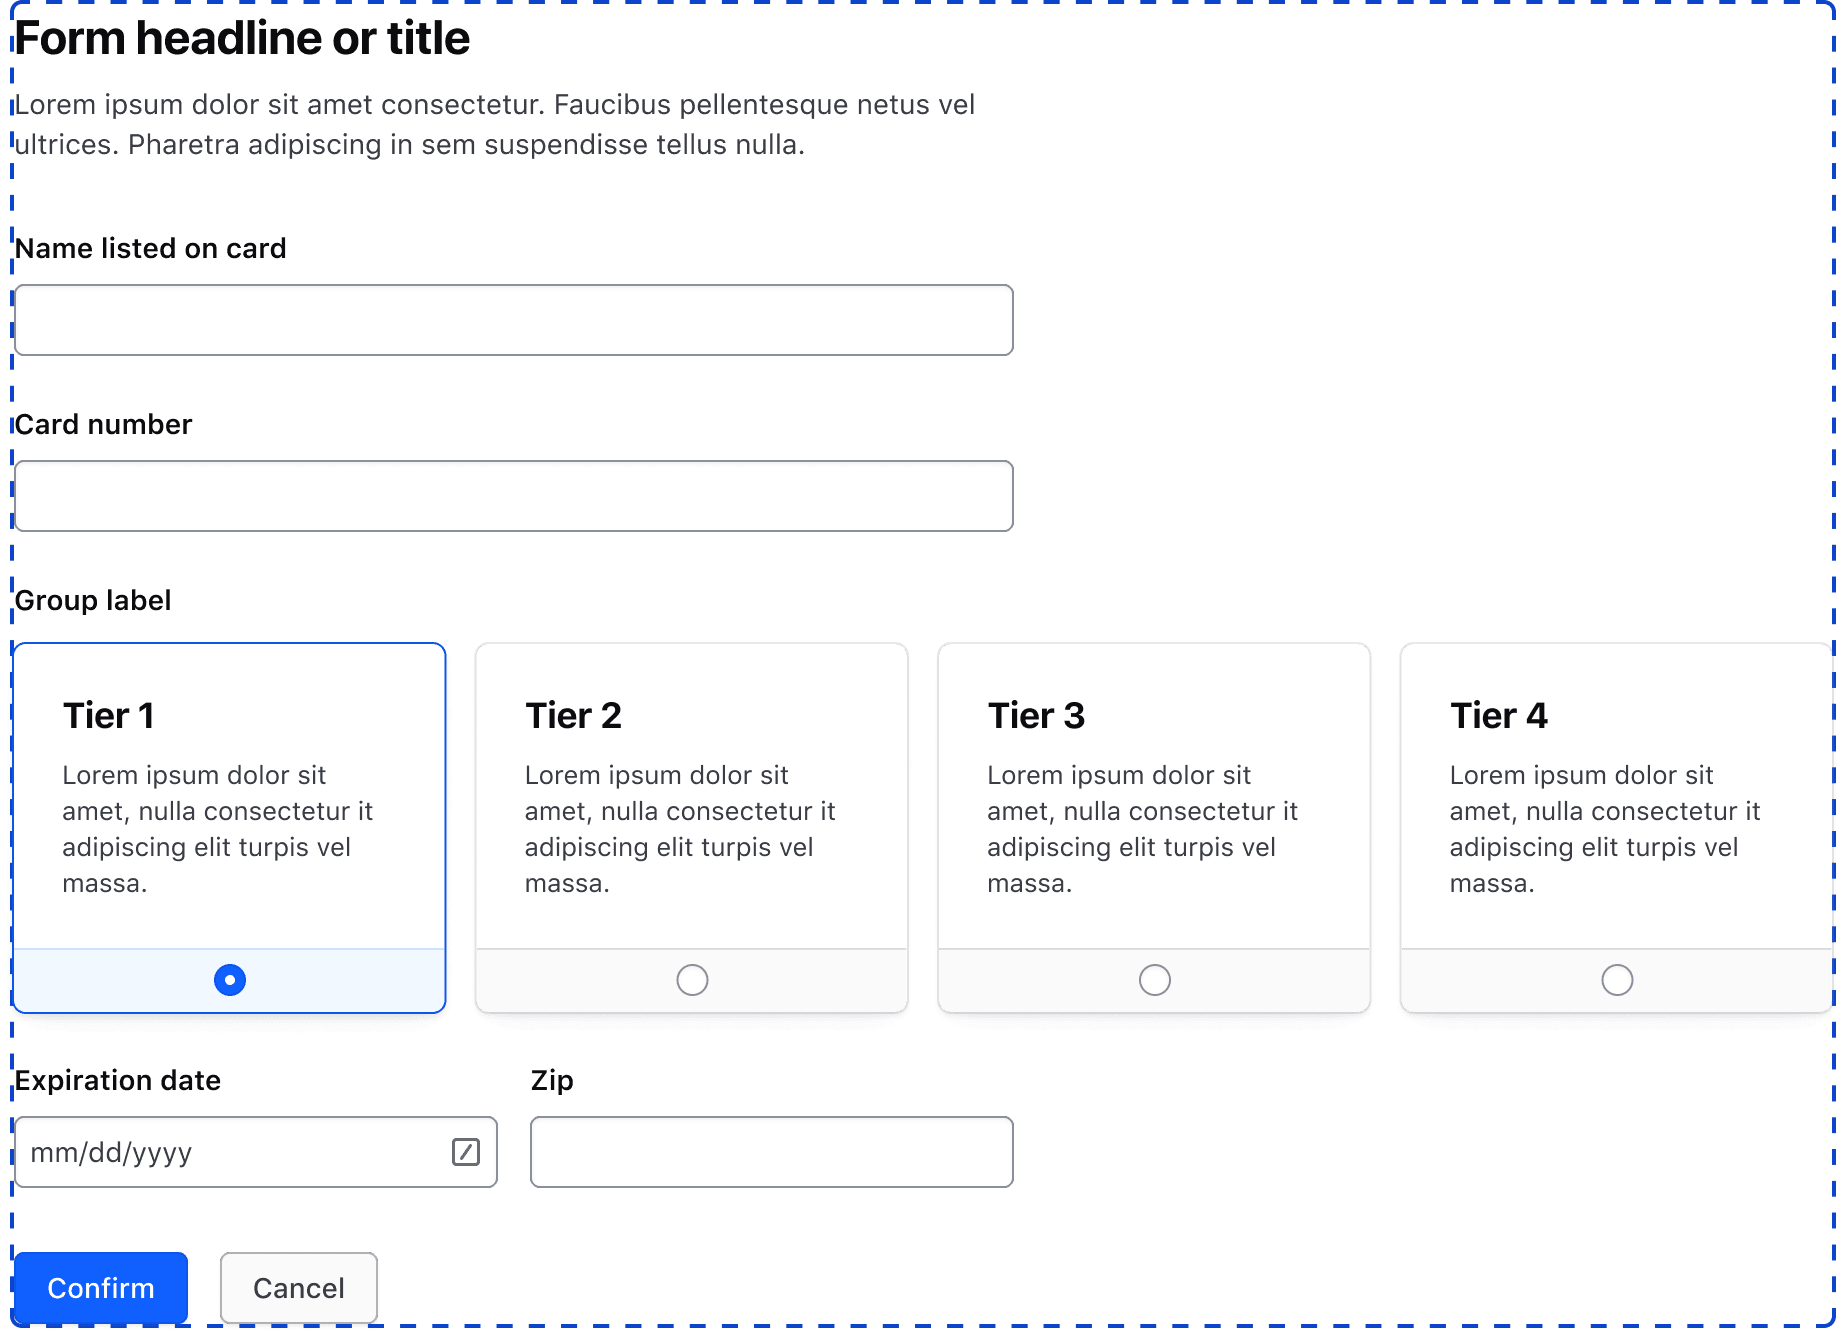 Form headline or title
Lorem ipsum dolor sit amet consectetur. Faucibus pellentesque netus vel
ultrices. Pharetra adipiscing in sem suspendisse tellus nulla.
Name listed on card
Card number
Group label
Tier 1
Lorem ipsum dolor sit
amet, nulla consectetur it
adipiscing elit turpis vel
massa.
Tier 2
Lorem ipsum dolor sit
amet, nulla consectetur it
adipiscing elit turpis vel
massa.
Tier 3
Lorem ipsum dolor sit
amet, nulla consectetur it
adipiscing elit turpis vel
massa.
Tier 4
Lorem ipsum dolor sit
amet, nulla consectetur it
adipiscing elit turpis vel
massa.
Expiration date
mm/dd/yyyy
Zip
Confirm
Cancel